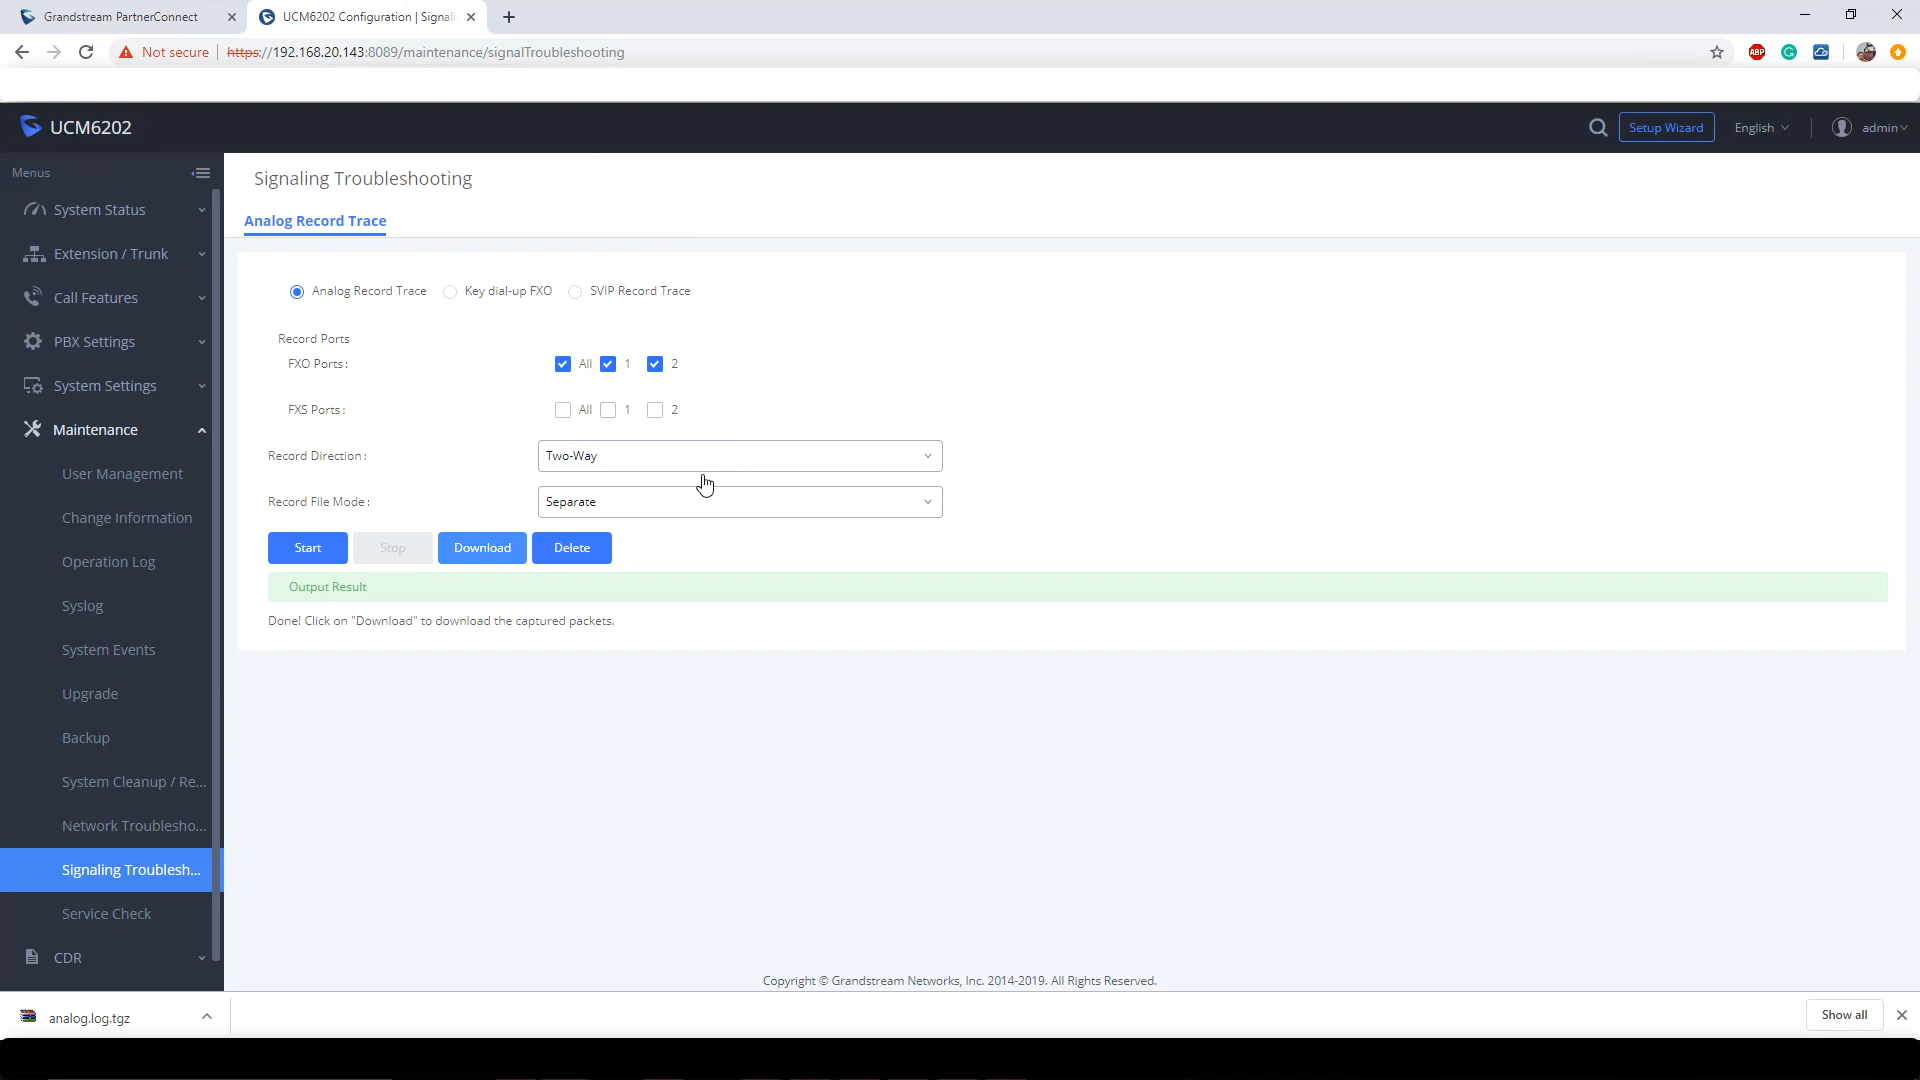 Grandstream PartnerConnect
UCM6202 Configuration | Signali
Not secure
https://192.168.20.143:8089/maintenance/signalTroubleshooting
ABP
UCM6202
Setup Wizard
English
admin
Menus
System Status
Extension / Trunk
Call Features
PBX Settings
System Settings
Maintenance
User Management
Change Information
Operation Log
Syslog
System Events
Upgrade
Backup
System Cleanup / Re...
Network Troublesho...
Signaling Troublesh...
Service Check
CDR
Signaling Troubleshooting
Analog Record Trace
Analog Record Trace Key dial-up FXO SVIP Record Trace
Record Ports
FXO Ports: All 1 2
FXS Ports: All 1 2
Record Direction: Two-Way
Record File Mode: Separate
Start Stop Download Delete
Output Result
Done! Click on "Download" to download the captured packets.
Copyright © Grandstream Networks, Inc. 2014-2019. All Rights Reserved.
analog.log.tgz
Show all